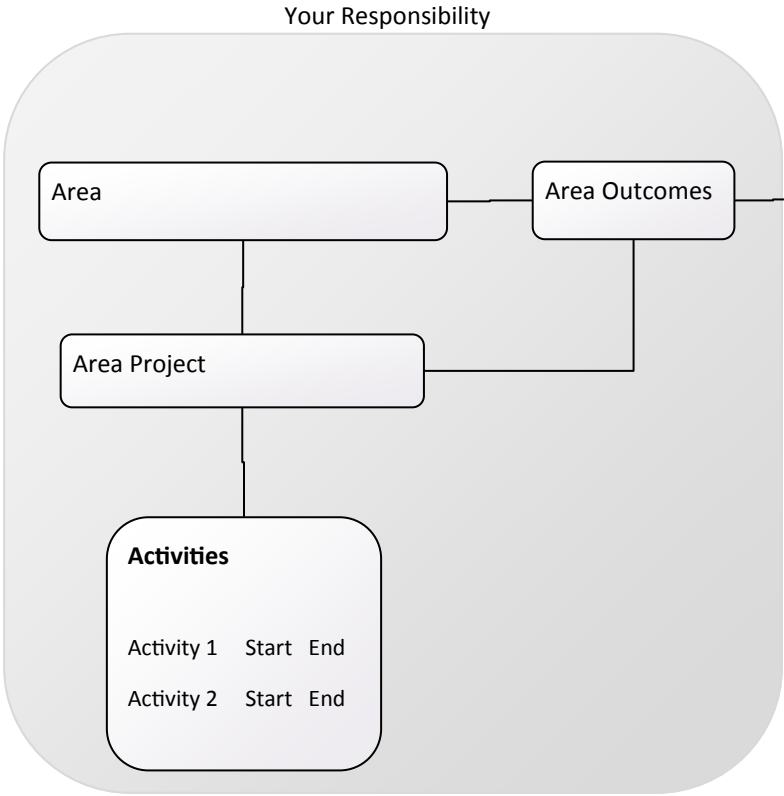 Your Responsibility
Area
Area Outcomes
Area Project
Activities
Activity 1 Start End
Activity 2 Start End